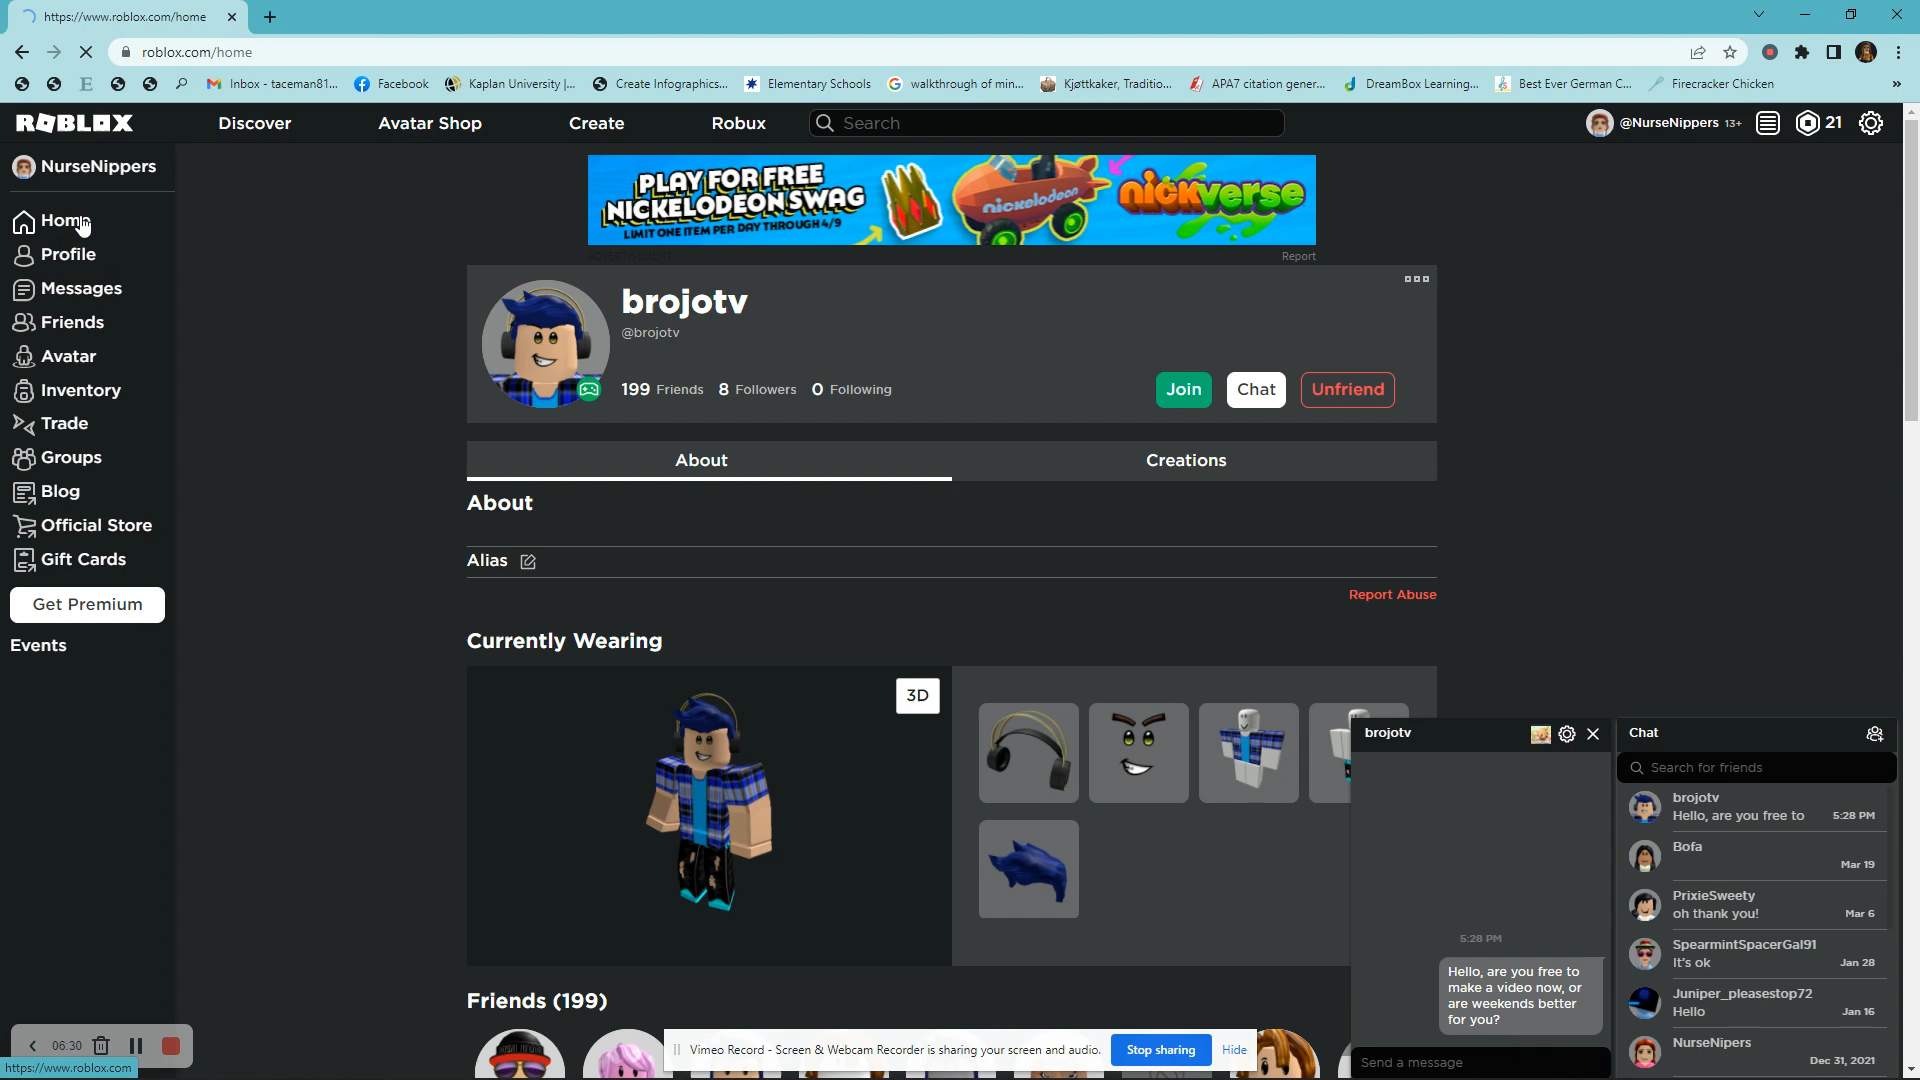 https://www.roblox.com/home
roblox.com/home
Inbox - taceman81...
Facebook
Kaplan University |...
Create Infographics...
Elementary Schools
walkthrough of min...
Kjøttkaker, Traditio...
APA7 citation gener...
DreamBox Learning,...
Best Ever German C...
Firecracker Chicken
ROBLOX
Discover
Avatar Shop
Create
Robux
Search
@NurseNippers 13+
21
NurseNippers
Home
Profile
Messages
Friends
Avatar
Inventory
Trade
Groups
Blog
Official Store
Gift Cards
Get Premium
Events
PLAY FOR FREE
NICKELODEON SWAG
LIMIT ONE ITEM PER DAY THROUGH 4/9
nickelodeon
NICKVERSE
ADVERTISEMENT
Report
brojotv
@brojotv
199 Friends 8 Followers 0 Following
Join
Chat
Unfriend
About
Creations
About
Alias
Report Abuse
Currently Wearing
3D
Friends (199)
brojotv
5:28 PM
Hello, are you free to
make a video now, or
are weekends better
for you?
Send a message
Chat
Search for friends
brojotv
Hello, are you free to 5:28 PM
Bofa
Mar 19
PrixieSweety
oh thank you! Mar 6
SpearmintSpacerGal91
It's ok Jan 28
Juniper_pleasestop72
Hello Jan 16
NurseNipers
Dec 31, 2021
06:30
https://www.roblox.com
Vimeo Record - Screen & Webcam Recorder is sharing your screen and audio.
Stop sharing
Hide